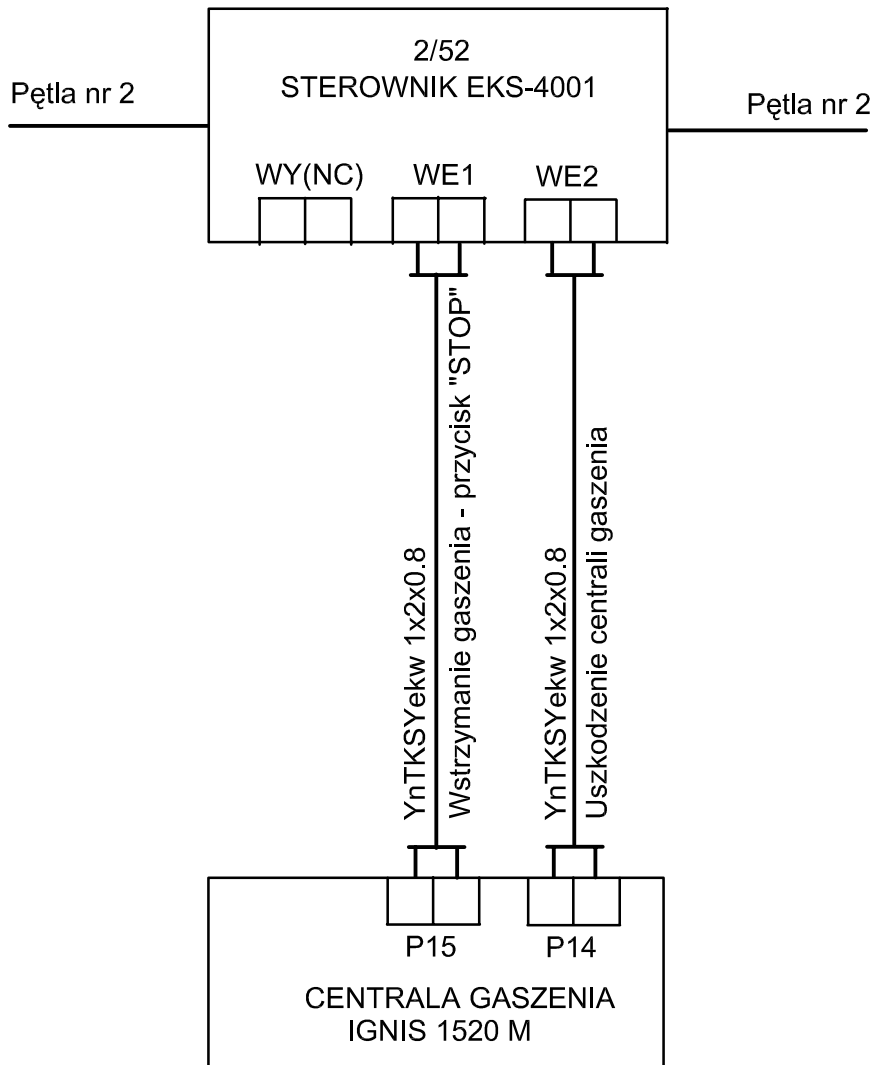 2/52
STEROWNIK EKS-4001
Pętla nr 2
Pętla nr 2
WY(NC)
WE1
WE2
YnTKSYekw 1x2x0.8
Wstrzymanie gaszenia - przycisk "STOP"
YnTKSYekw 1x2x0.8
Uszkodzenie centrali gaszenia
P15
P14
CENTRALA GASZENIA
IGNIS 1520 M